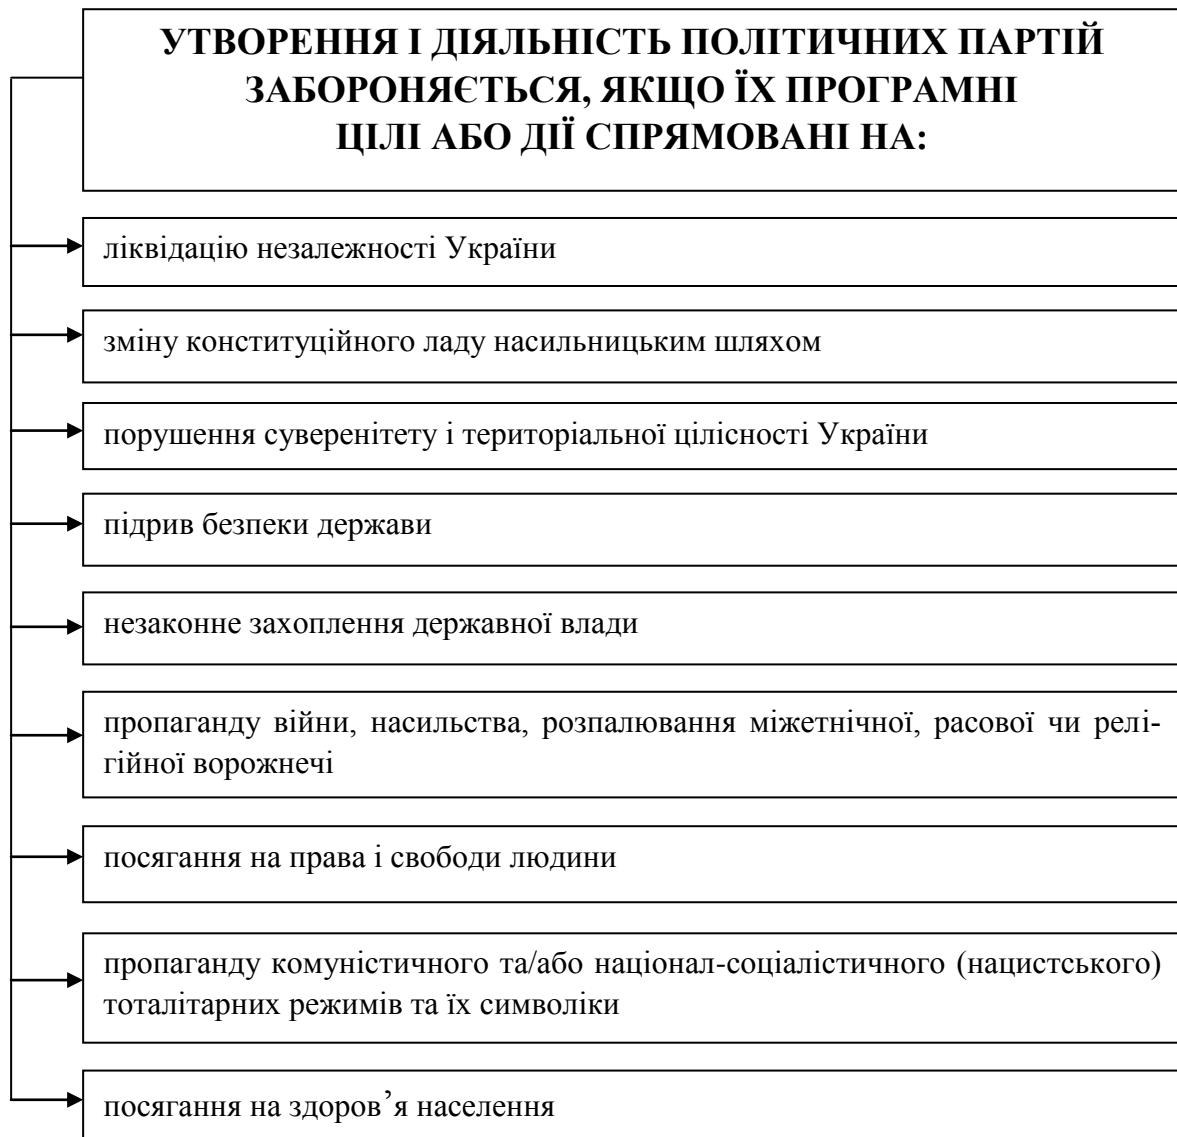 УТВОРЕННЯ І ДІЯЛЬНІСТЬ ПОЛІТИЧНИХ ПАРТІЙ
ЗАБОРОНЯЄТЬСЯ, ЯКЩО ЇХ ПРОГРАМНІ
ЦІЛІ АБО ДІЇ СПРЯМОВАНІ НА:
ліквідацію незалежності України
зміну конституційного ладу насильницьким шляхом
порушення суверенітету і територіальної цілісності України
підрив безпеки держави
незаконне захоплення державної влади
пропаганду війни, насильства, розпалювання міжетнічної, расової чи релі-
гійної ворожнечі
посягання на права і свободи людини
пропаганду комуністичного та/або націонал-соціалістичного (нацистського)
тоталітарних режимів та їх символіки
посягання на здоров’я населення